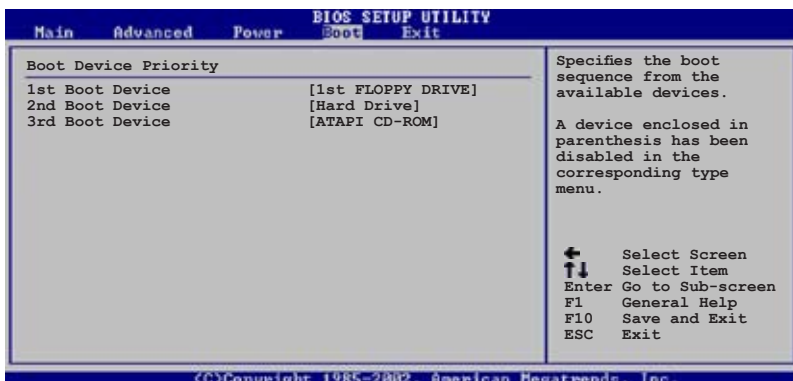 BIOS SETUP UTILITY
Main Advanced Power Boot Exit
Boot Device Priority
1st Boot Device [1st FLOPPY DRIVE]
2nd Boot Device [Hard Drive]
3rd Boot Device [ATAPI CD-ROM]
Specifies the boot
sequence from the
available devices.
A device enclosed in
parenthesis has been
disabled in the
corresponding type
menu.
← Select Screen
↑↓ Select Item
Enter Go to Sub-screen
F1 General Help
F10 Save and Exit
ESC Exit
(C)Copyright 1985-2002, American Megatrends, Inc.